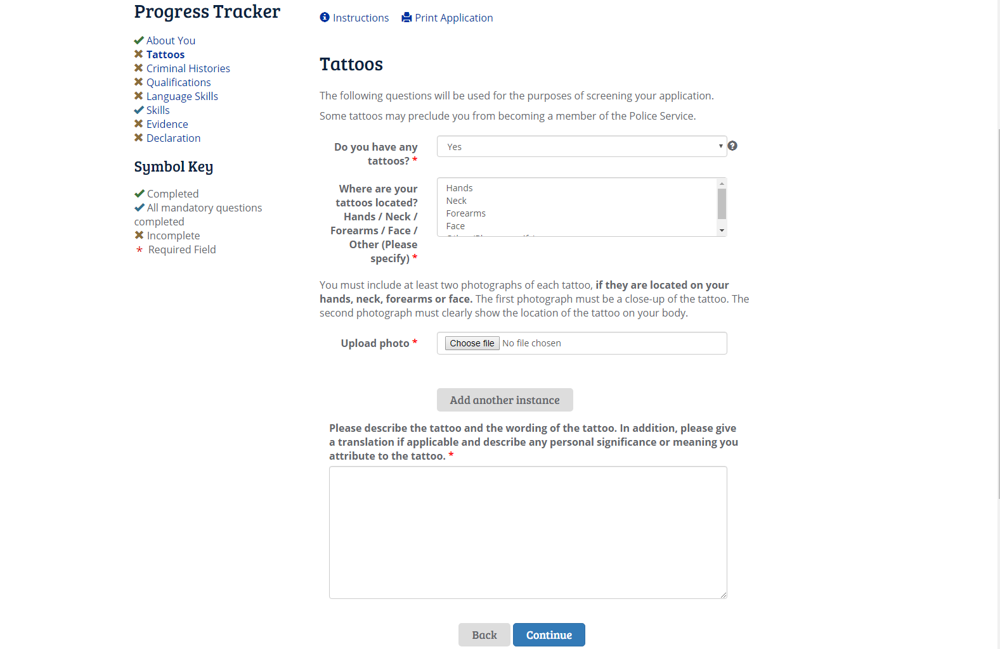 Progress Tracker
About You
Tattoos
Criminal Histories
Qualifications
Language Skills
Skills
Evidence
Declaration
Symbol Key
Completed
All mandatory questions
completed
Incomplete
* Required Field
Instructions Print Application
Tattoos
The following questions will be used for the purposes of screening your application.
Some tattoos may preclude you from becoming a member of the Police Service.
Do you have any
tattoos? *
Yes
Where are your
tattoos located?
Hands / Neck /
Forearms / Face /
Other (Please
specify) *
Hands
Neck
Forearms
Face
You must include at least two photographs of each tattoo, if they are located on your
hands, neck, forearms or face. The first photograph must be a close-up of the tattoo. The
second photograph must clearly show the location of the tattoo on your body.
Upload photo *
Choose file No file chosen
Add another instance
Please describe the tattoo and the wording of the tattoo. In addition, please give
a translation if applicable and describe any personal significance or meaning you
attribute to the tattoo. *
Back Continue